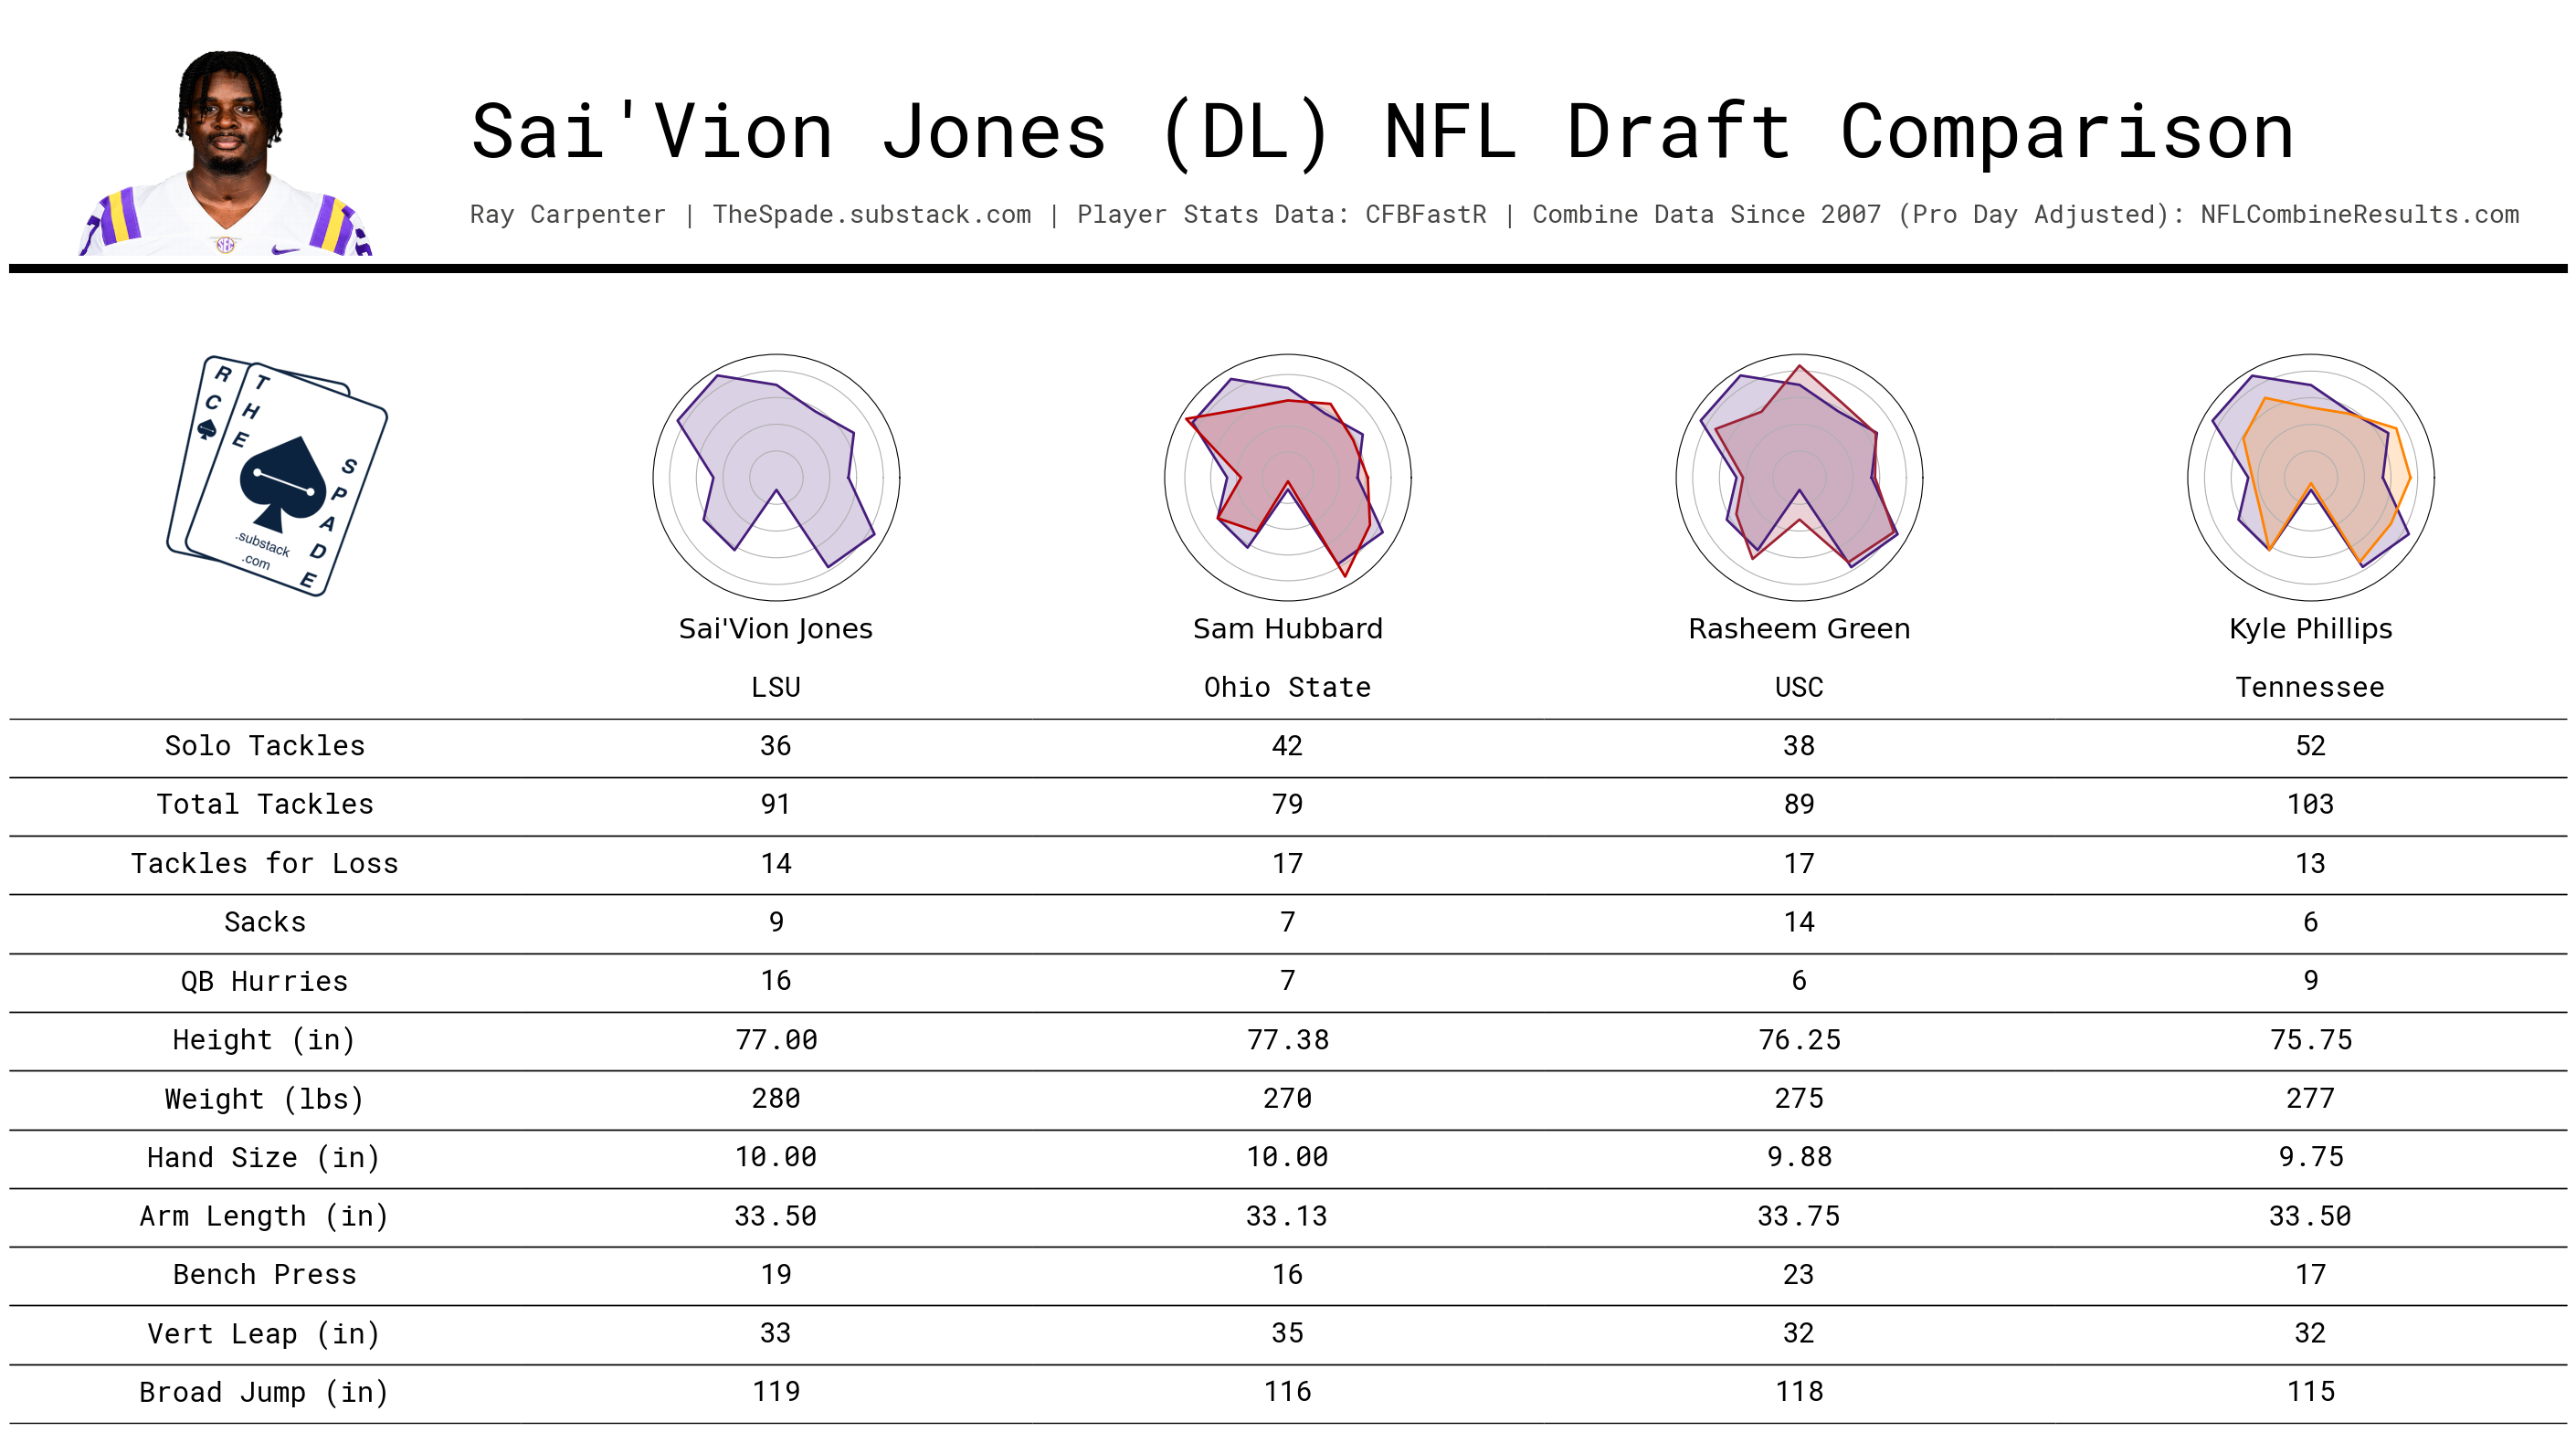 Sai'Vion Jones (DL) NFL Draft Comparison
Ray Carpenter | TheSpade.substack.com | Player Stats Data: CFBFastR | Combine Data Since 2007 (Pro Day Adjusted): NFLCombineResults.com
SEC
RC
THE
SPADE
.substack
.com
Sai'Vion Jones Sam Hubbard Rasheem Green Kyle Phillips
LSU Ohio State USC Tennessee
Solo Tackles 36 42 38 52
Total Tackles 91 79 89 103
Tackles for Loss 14 17 17 13
Sacks 9 7 14 6
QB Hurries 16 7 6 9
Height (in) 77.00 77.38 76.25 75.75
Weight (lbs) 280 270 275 277
Hand Size (in) 10.00 10.00 9.88 9.75
Arm Length (in) 33.50 33.13 33.75 33.50
Bench Press 19 16 23 17
Vert Leap (in) 33 35 32 32
Broad Jump (in) 119 116 118 115